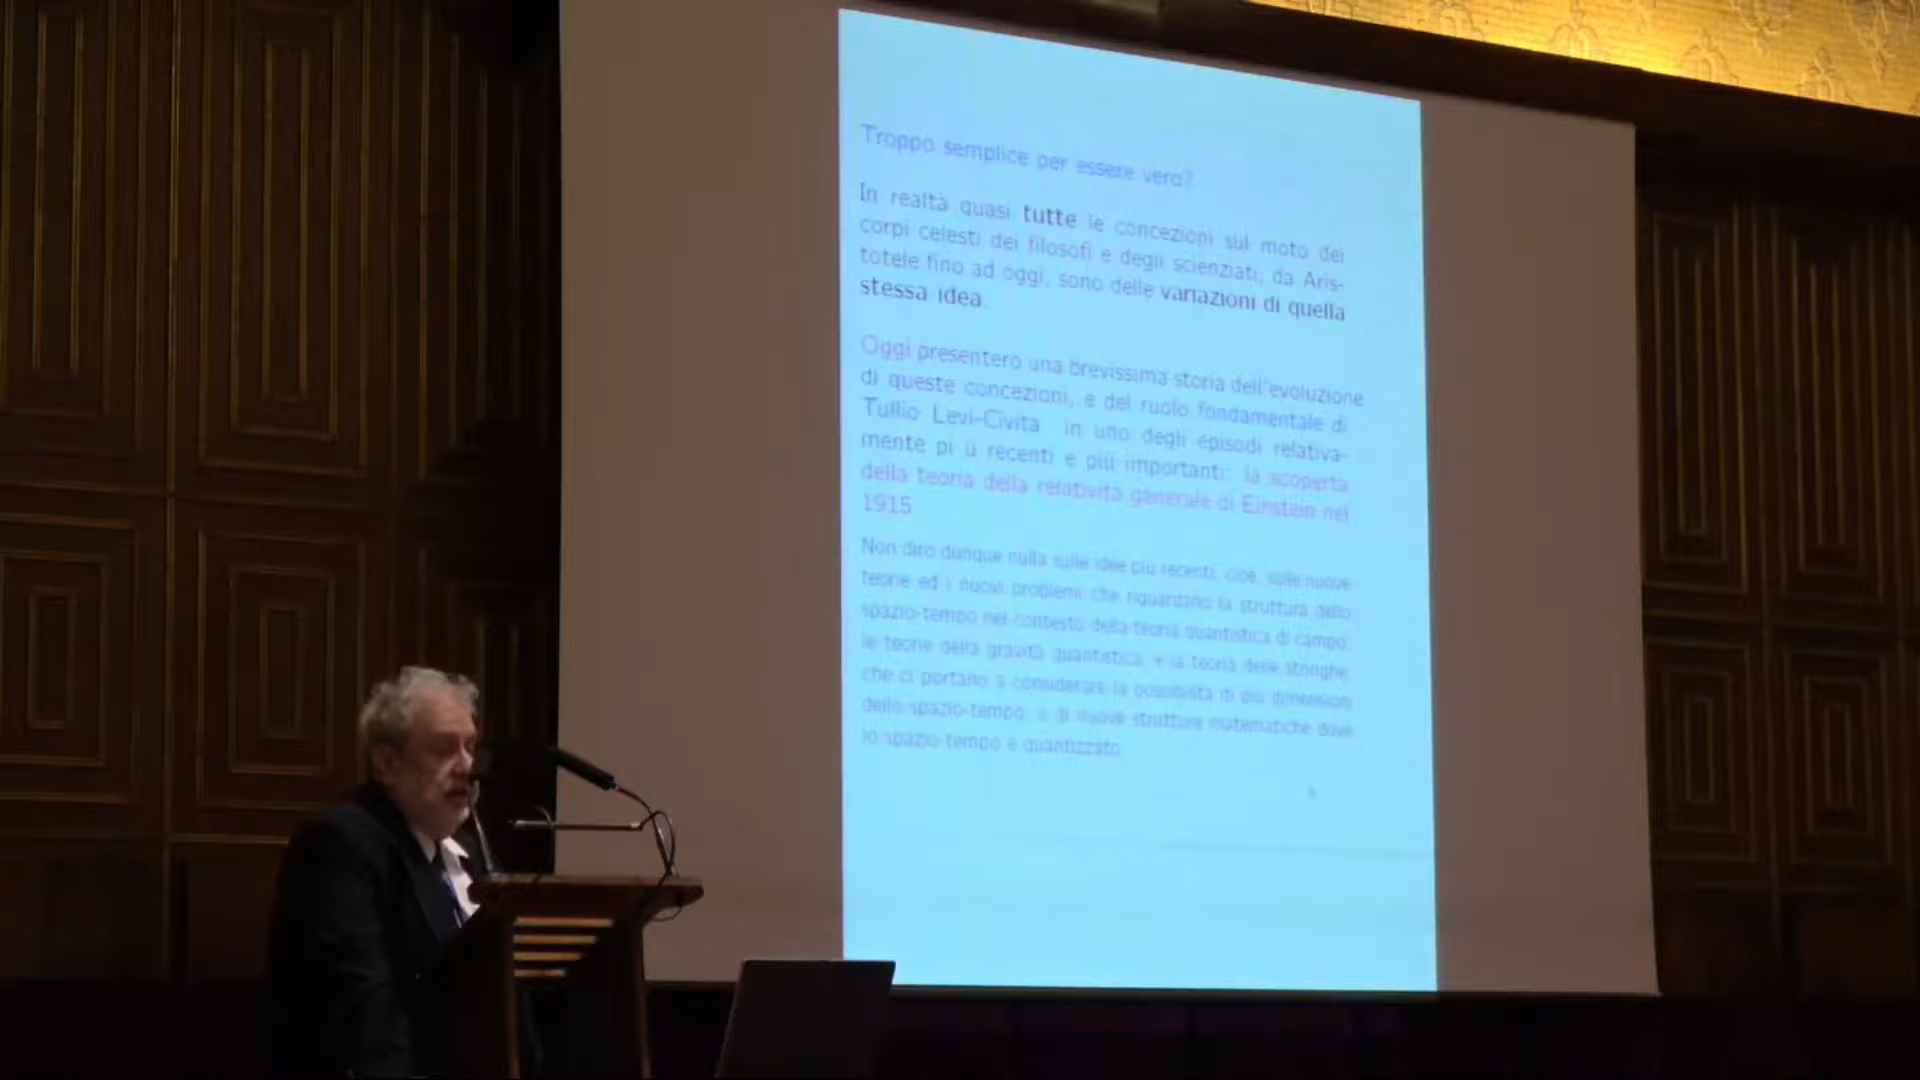 Troppo semplice per essere vero?
In realtà quasi tutte le concezioni sul moto dei
corpi celesti dei filosofi e degli scienziati, da Aris-
totele fino ad oggi, sono delle variazioni di quella
stessa idea.
Oggi presentero una brevissima storia dell'evoluzione
di queste concezioni, e del ruolo fondamentale di
Tullio Levi-Civita in uno degli episodi relativa-
mente pi u recenti e più importanti: la scoperta
della teoria della relatività generale di Einstein nel
1915
Non diro dunque nulla sulle idee più recenti, cioè, sulle nuove
teorie ed i nuovi problemi che riguardano la struttura dello
spazio-tempo nel contesto della teoria quantistica di campo,
le teorie della gravità quantistica, e la teoria delle stringhe,
che ci portano a considerare la possibilità di più dimensioni
dello spazio-tempo, o di nuove strutture matematiche dove
lo spazio-tempo è quantizzato.